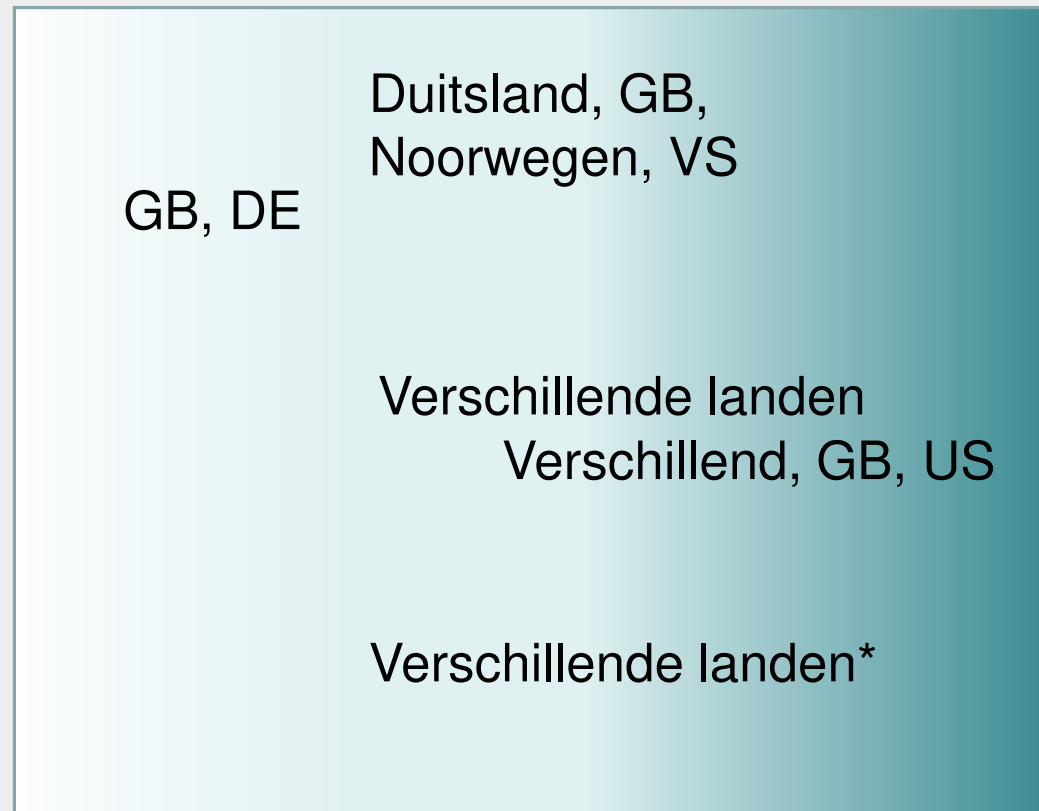 Duitsland, GB,
Noorwegen, VS
GB, DE
Verschillende landen
Verschillend, GB, US
Verschillende landen*